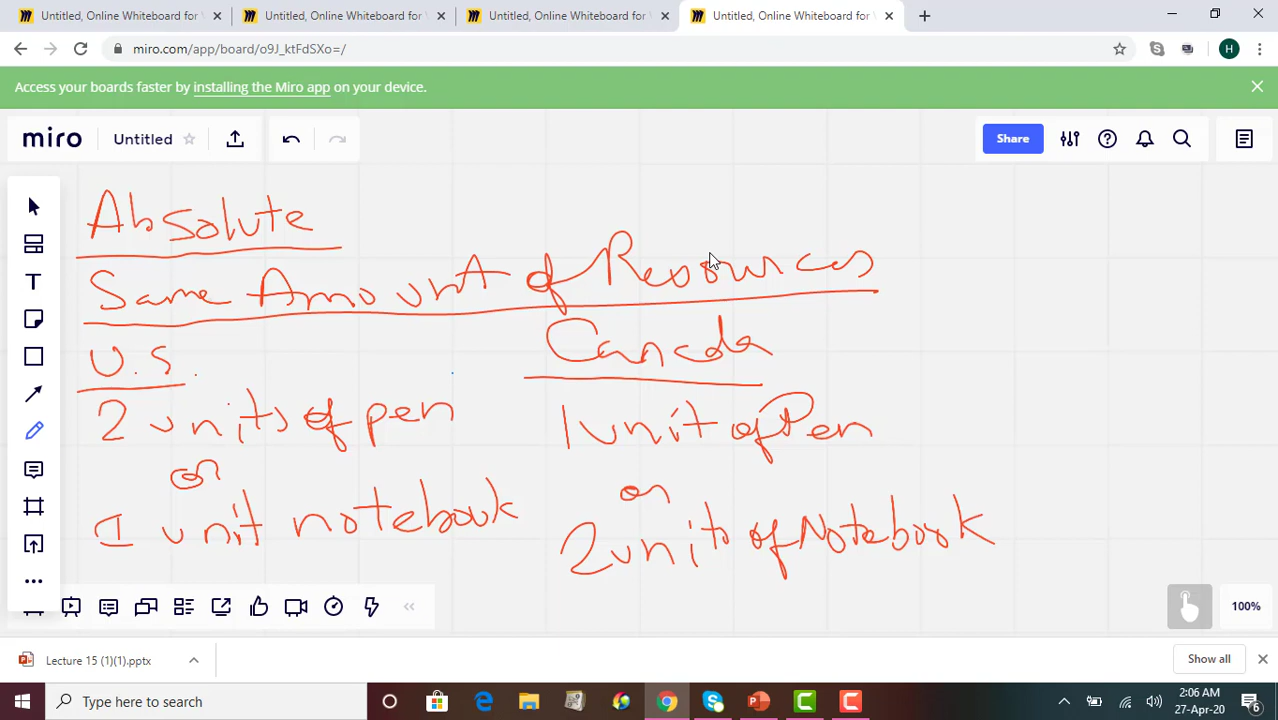 Untitled, Online Whiteboard for
Untitled, Online Whiteboard for
Untitled, Online Whiteboard for
Untitled, Online Whiteboard for
miro.com/app/board/o9J_ktFdSXo=/
H
Access your boards faster by installing the Miro app on your device.
miro
Untitled
Share
Absolute
Same Amount of Resources
U.S.
Canada
2 units of pen
1 unit of Pen
or
or
1 unit notebook
2 units of Notebook
100%
Lecture 15 (1)(1).pptx
Show all
Type here to search
2:06 AM
27-Apr-20
6